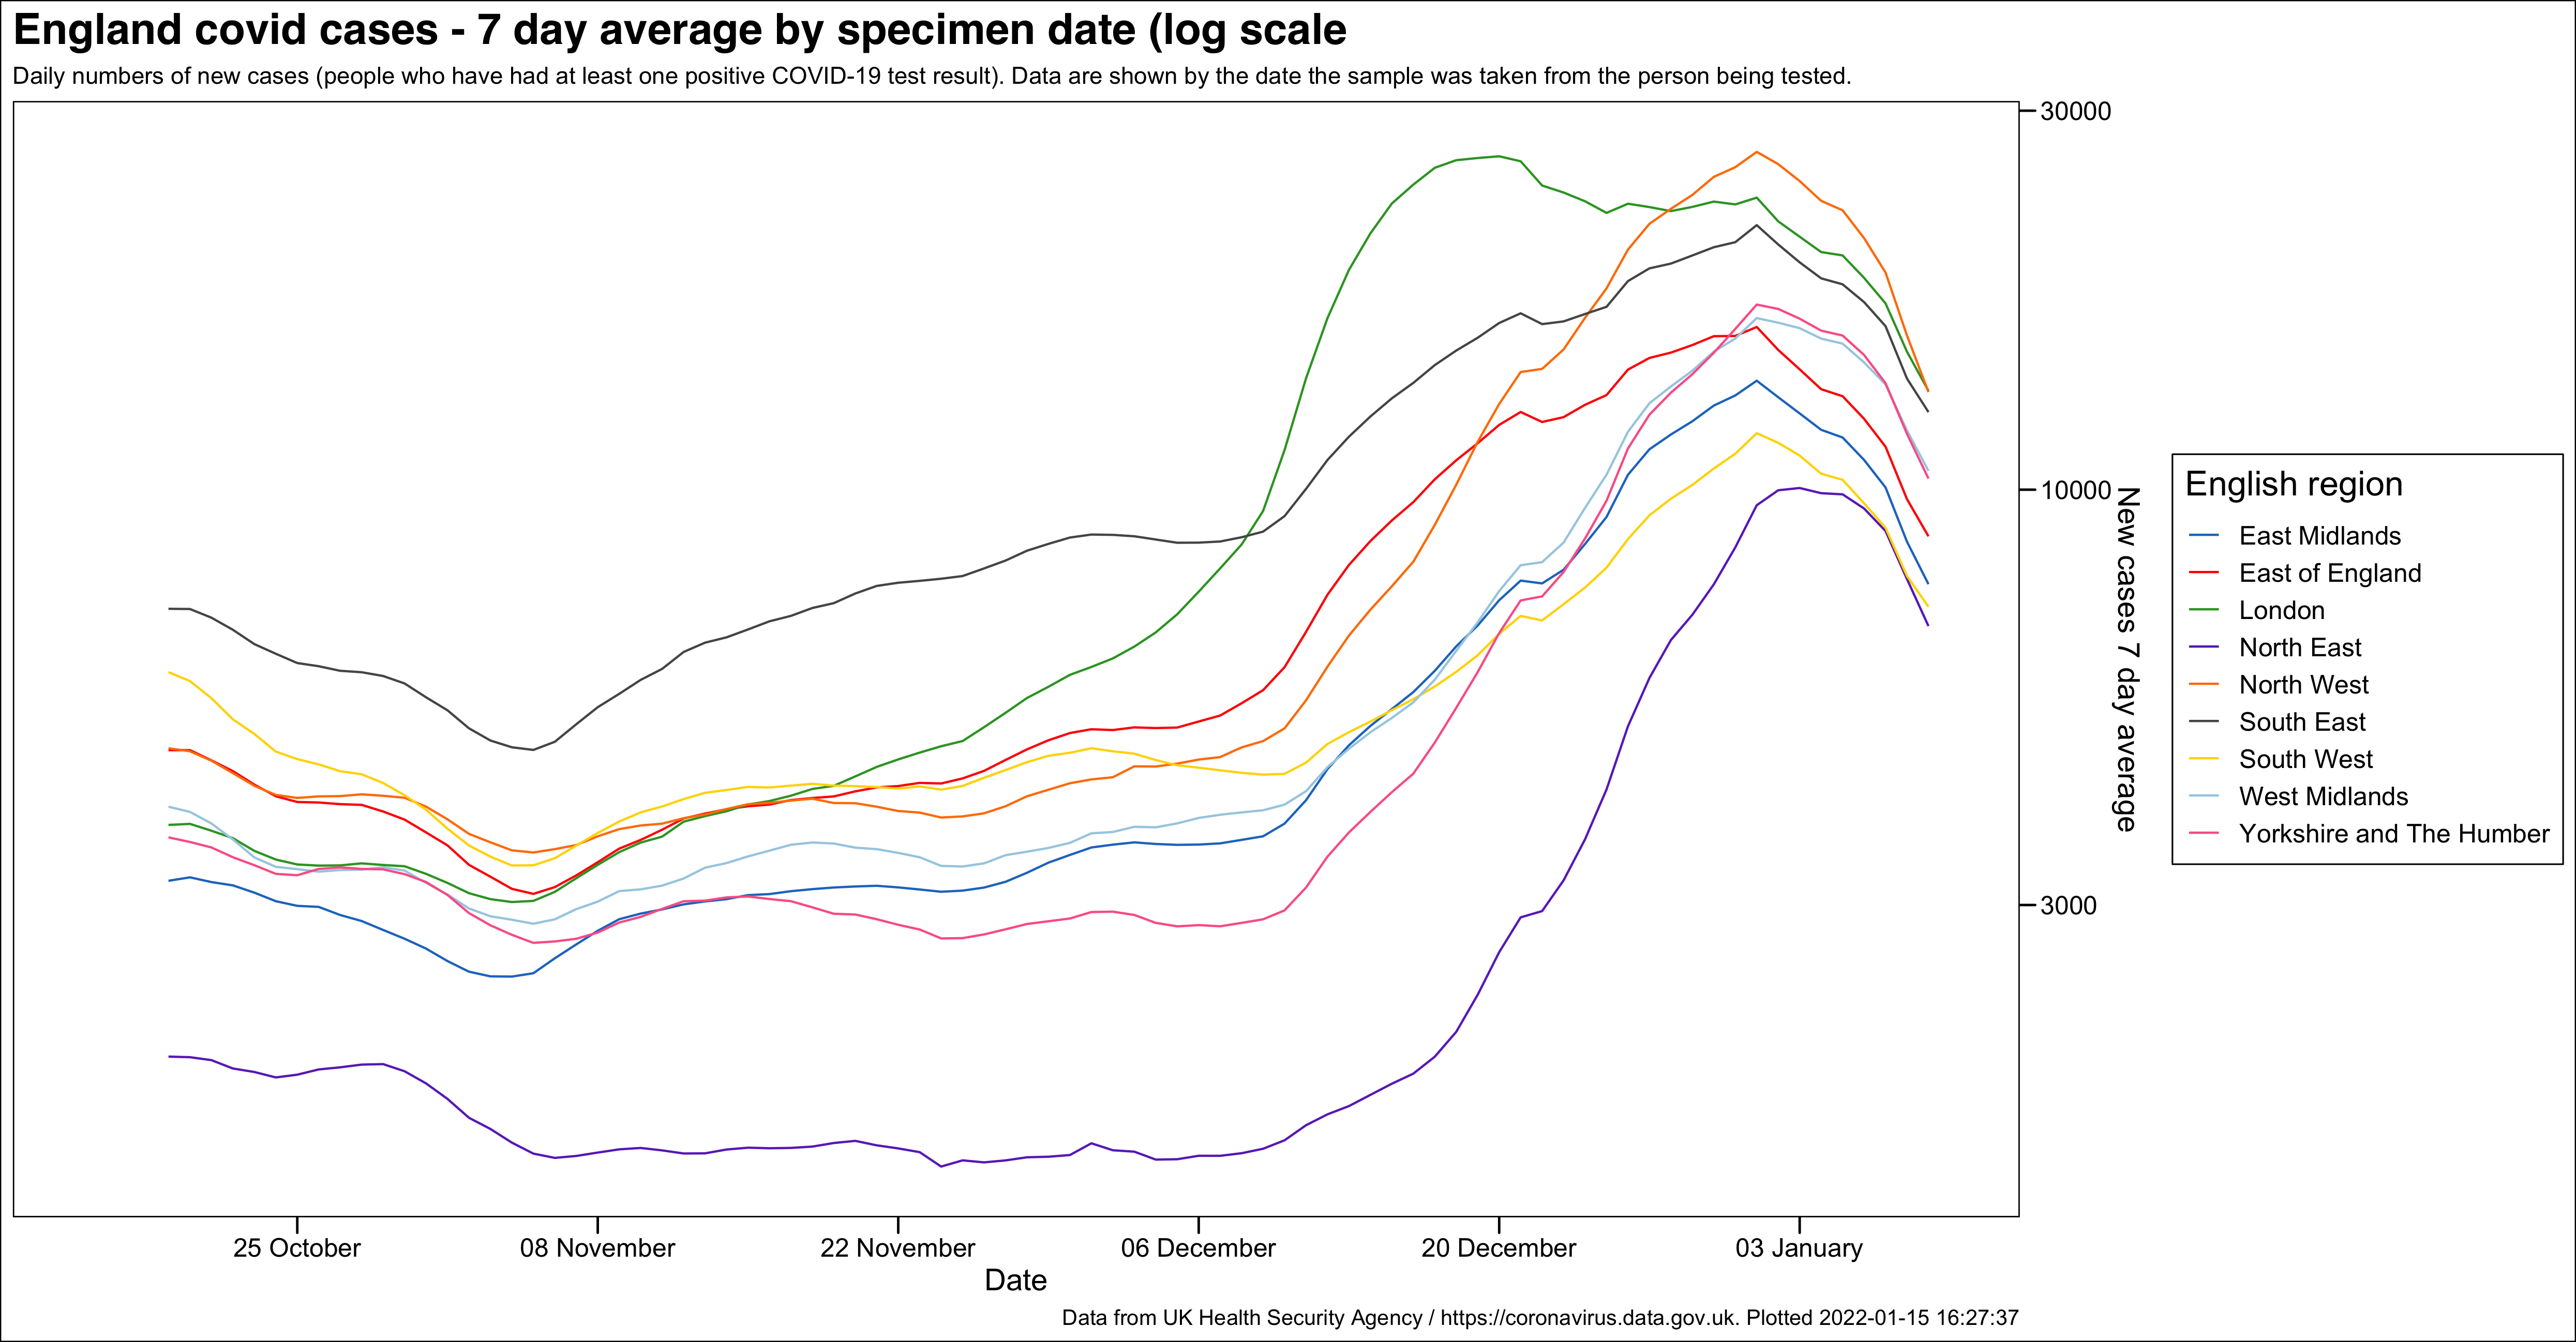 England covid cases - 7 day average by specimen date (log scale
Daily numbers of new cases (people who have had at least one positive COVID-19 test result). Data are shown by the date the sample was taken from the person being tested.
30000
10000
3000
New cases 7 day average
English region
East Midlands
East of England
London
North East
North West
South East
South West
West Midlands
Yorkshire and The Humber
25 October
08 November
22 November
06 December
20 December
03 January
Date
Data from UK Health Security Agency / https://coronavirus.data.gov.uk. Plotted 2022-01-15 16:27:37